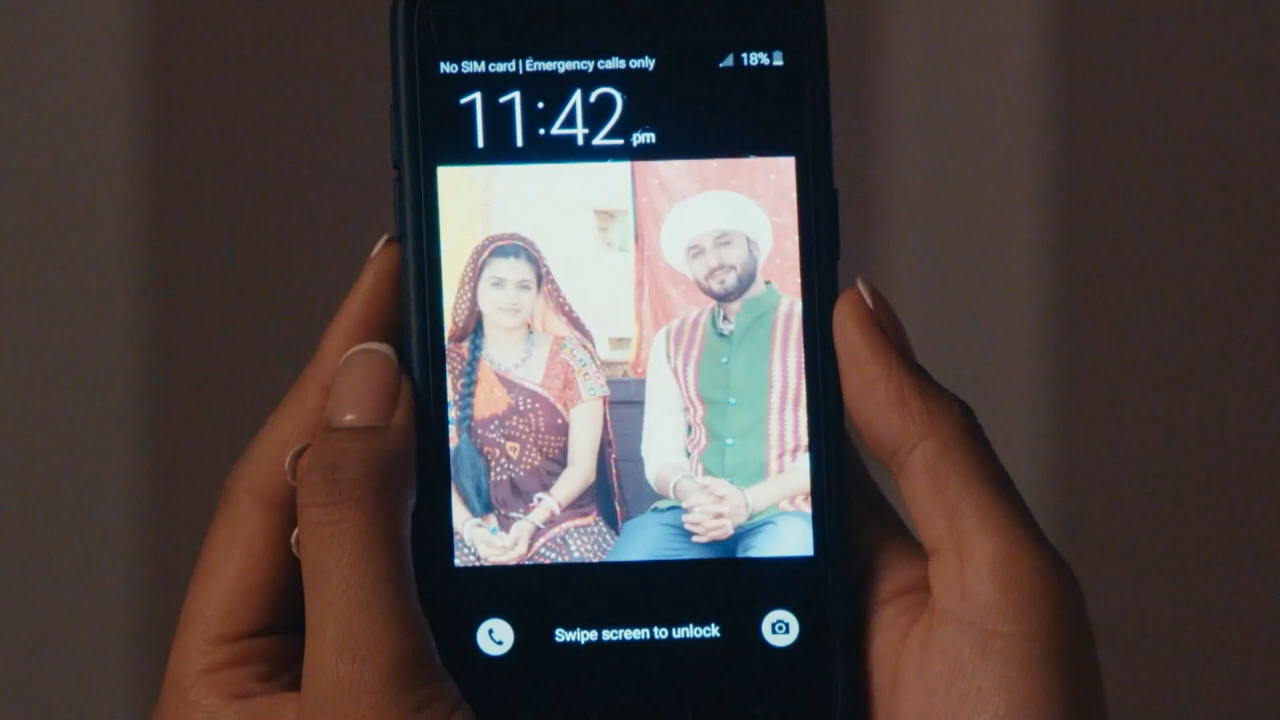 No SIM card | Emergency calls only 18%
11:42 pm
Swipe screen to unlock